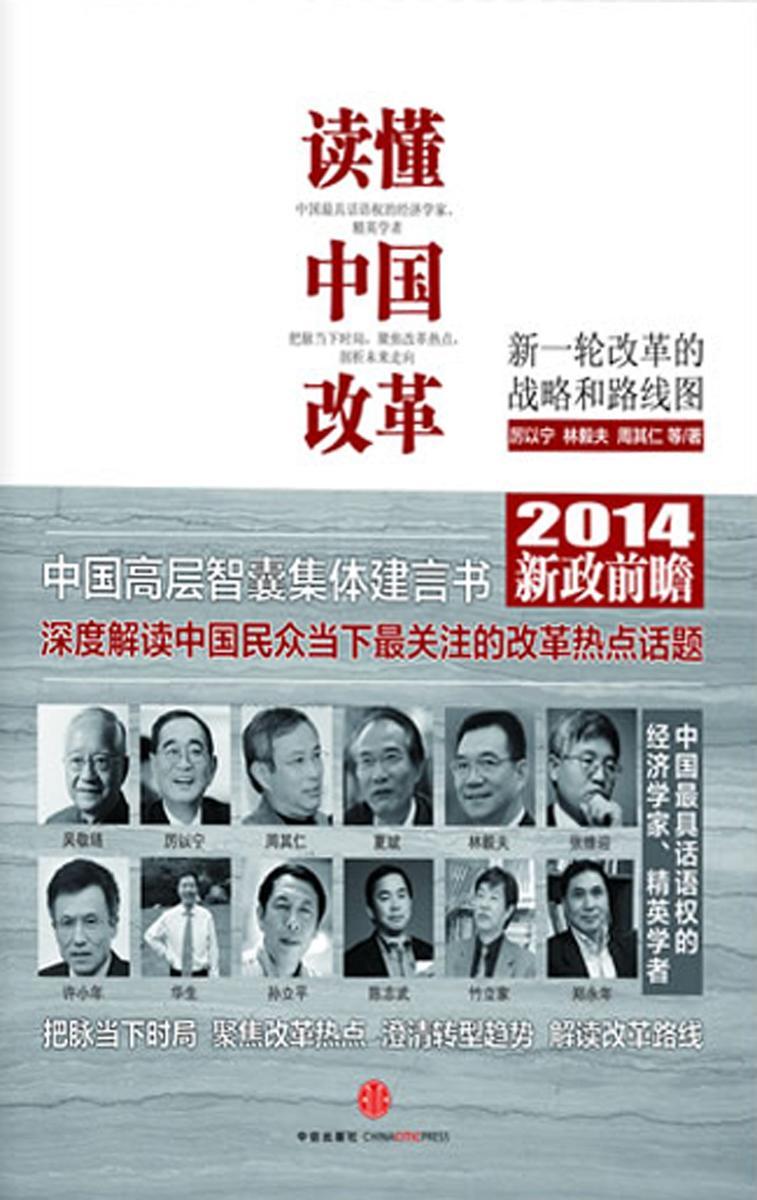 读懂
中国最具话语权的经济学家、
精英学者
中国
把脉当下时局，聚焦改革热点，
剖析未来走向
改革
新一轮改革的
战略和路线图
厉以宁 林毅夫 周其仁 等/著
2014
新政前瞻
中国高层智囊集体建言书
深度解读中国民众当下最关注的改革热点话题
吴敬琏
厉以宁
周其仁
夏斌
林毅夫
张维迎
中国最具话语权的
经济学家、精英学者
许小年
华生
孙立平
陈志武
竹立家
郑永年
把脉当下时局 聚焦改革热点 澄清转型趋势 解读改革路线
中信出版社·CHINACITICPRESS